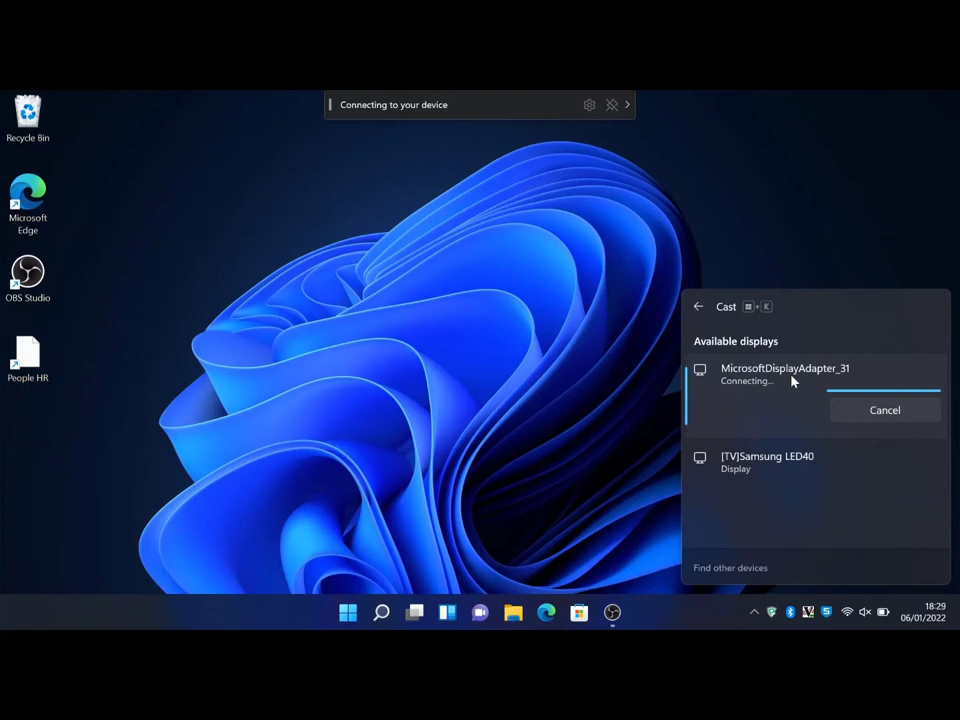 Connecting to your device
Recycle Bin
Microsoft
Edge
OBS Studio
People HR
Cast + K
Available displays
MicrosoftDisplayAdapter_31
Connecting...
Cancel
[TV]Samsung LED40
Display
Find other devices
18:29
06/01/2022